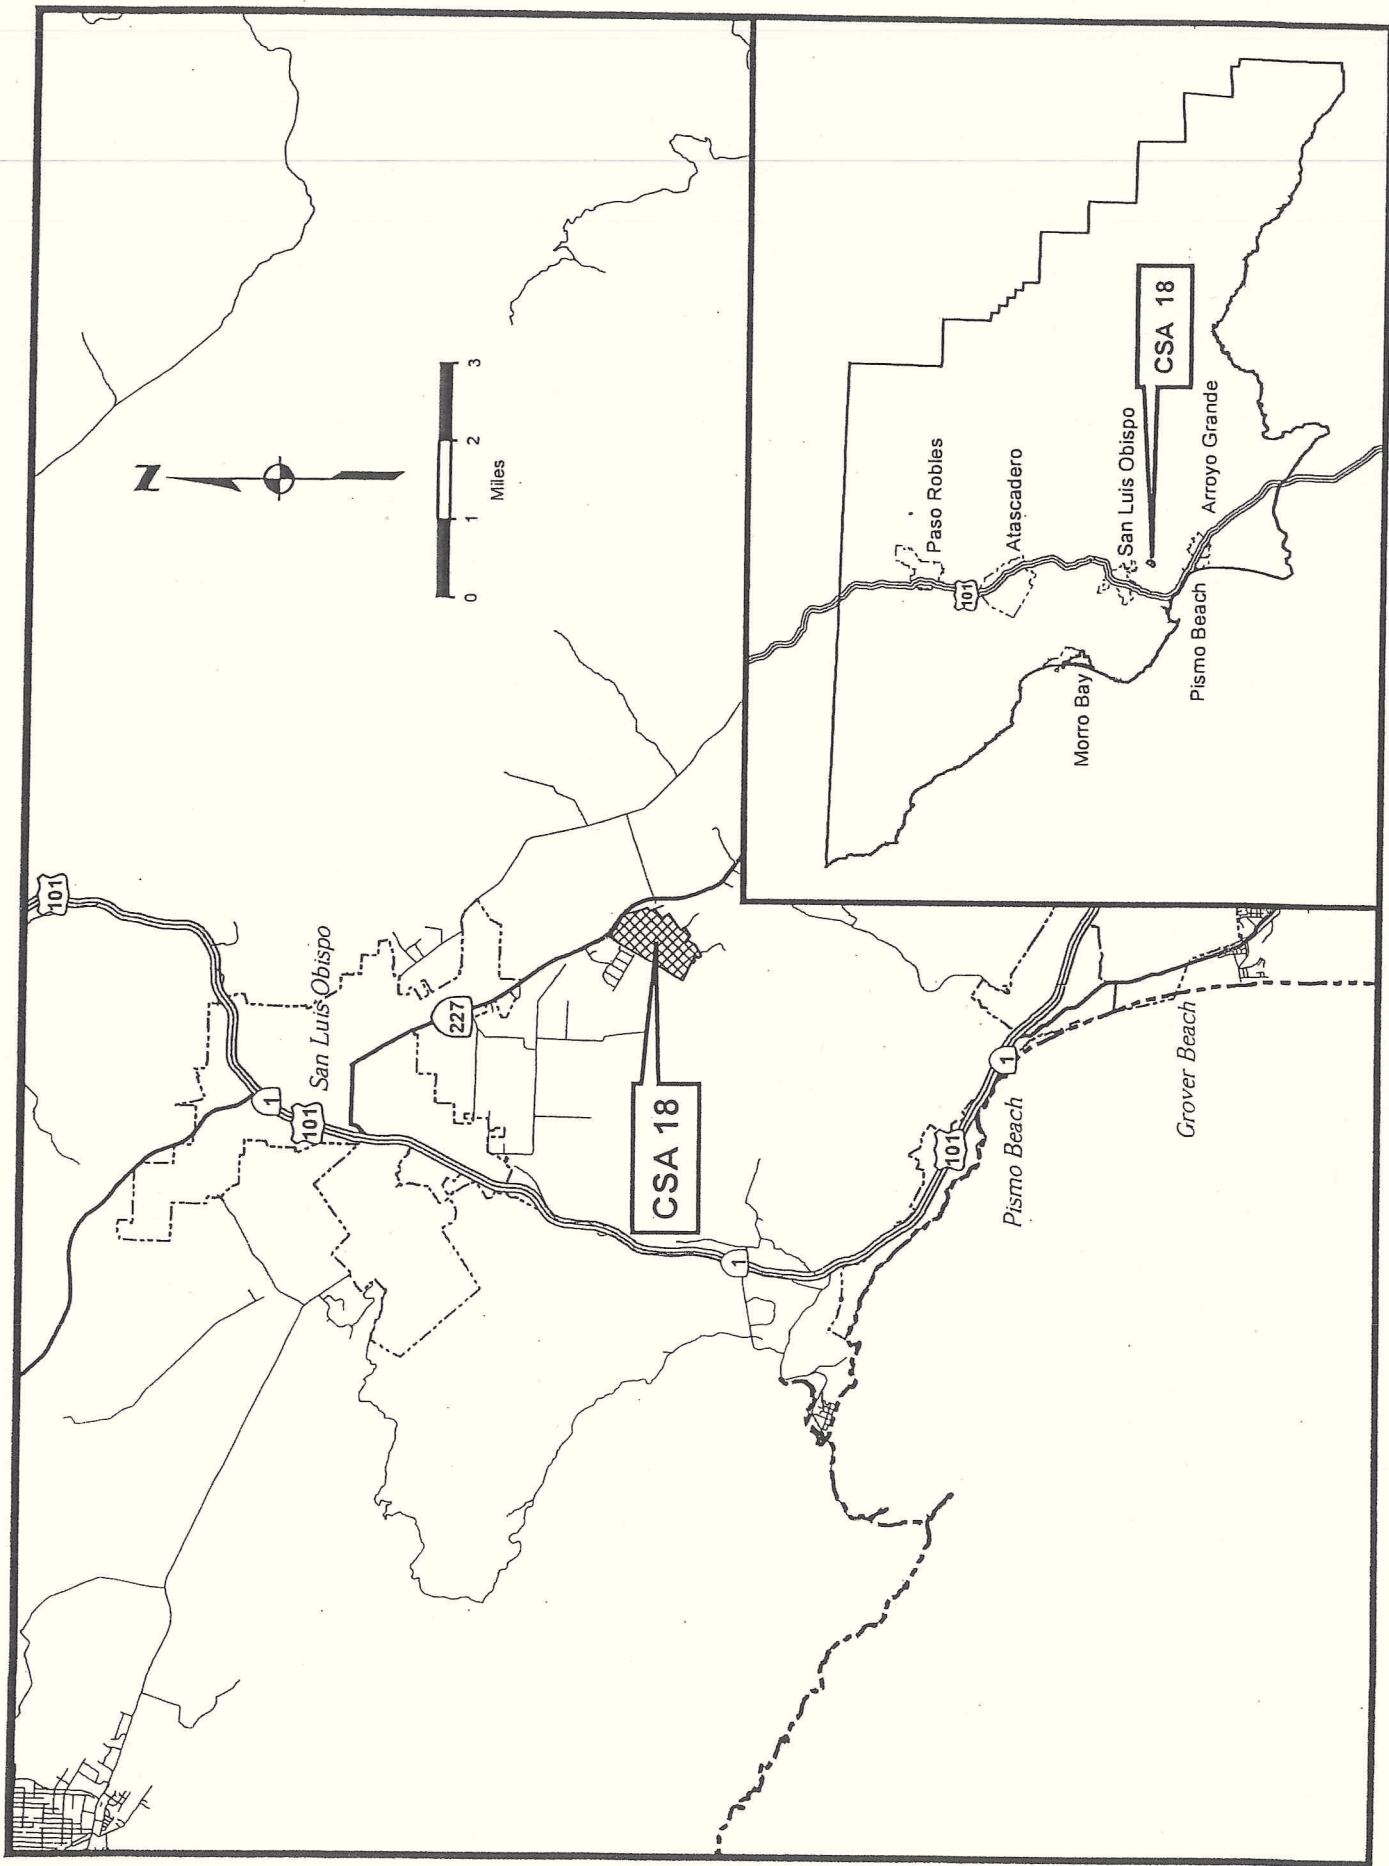 101
San Luis Obispo
1
101
227
CSA 18
1
101
1
Pismo Beach
Grover Beach
N
0 1 2 3
Miles
Paso Robles
101
Atascadero
Morro Bay
San Luis Obispo
CSA 18
Pismo Beach
Arroyo Grande